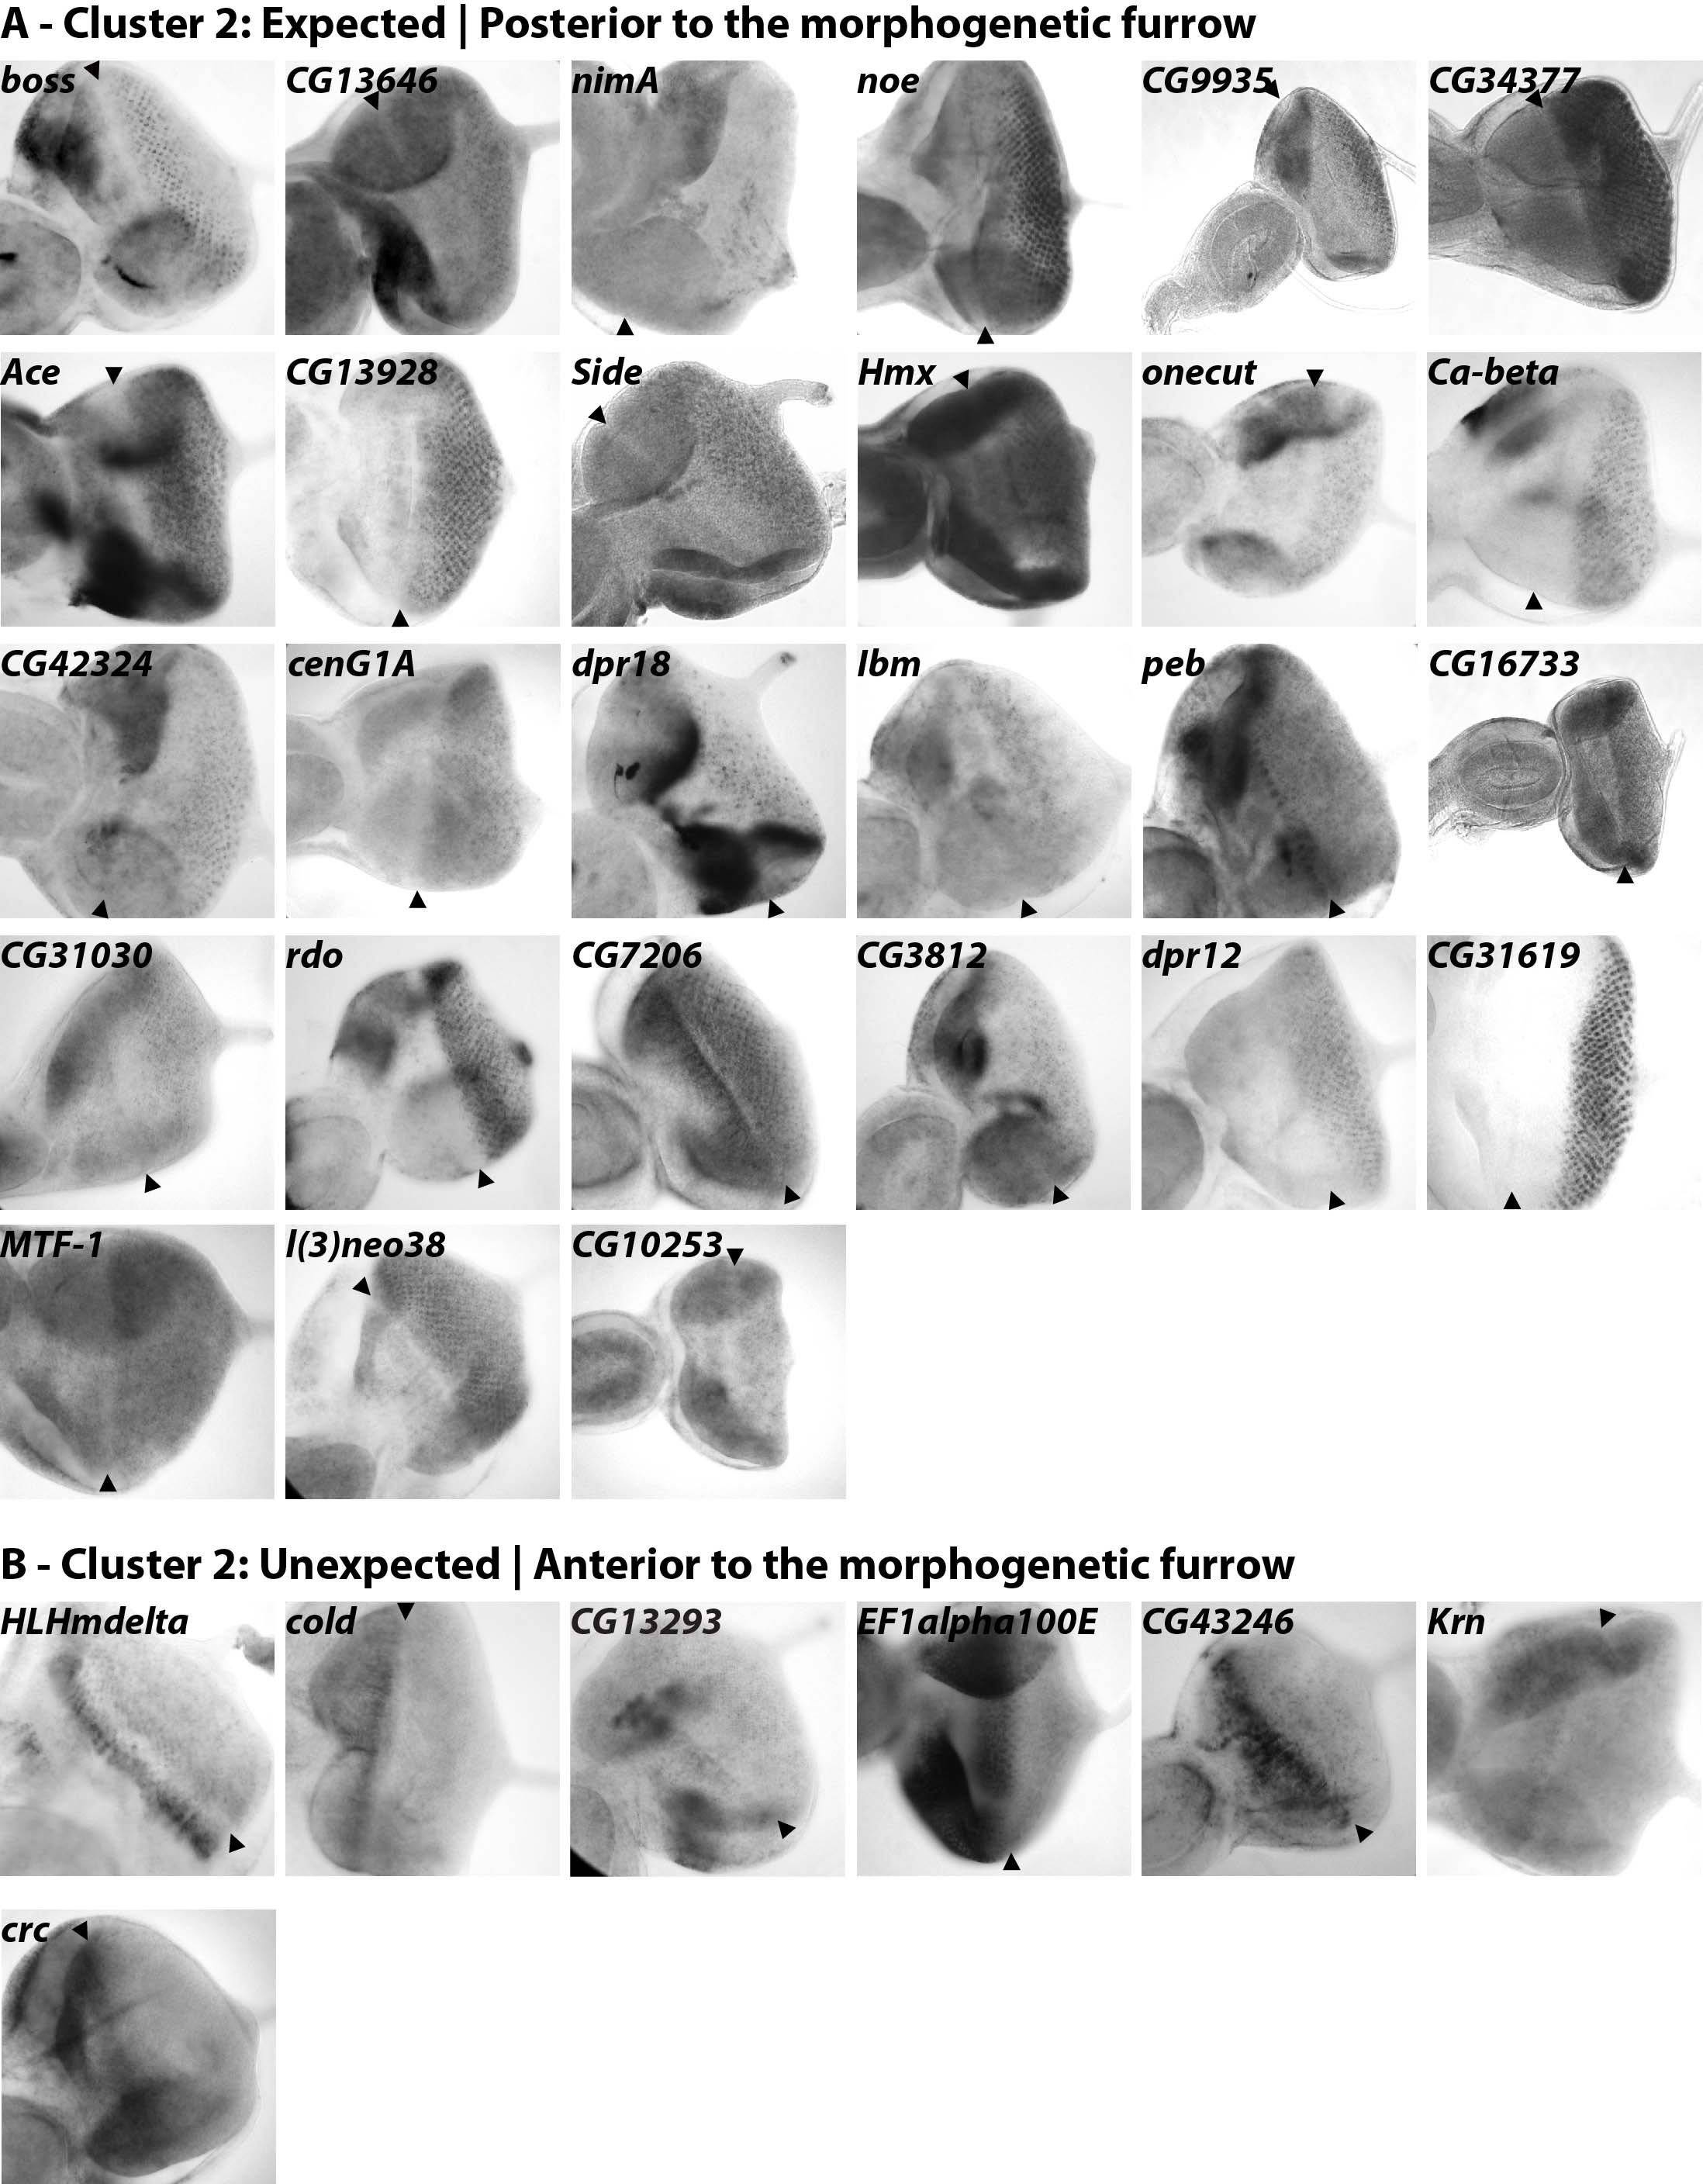 A - Cluster 2: Expected | Posterior to the morphogenetic furrow
boss CG13646 nimA noe CG9935 CG34377
Ace CG13928 Side Hmx onecut Ca-beta
CG42324 cenG1A dpr18 lbm peb CG16733
CG31030 rdo CG7206 CG3812 dpr12 CG31619
MTF-1 l(3)neo38 CG10253
B - Cluster 2: Unexpected | Anterior to the morphogenetic furrow
HLHmdelta cold CG13293 EF1alpha100E CG43246 Krn
crc